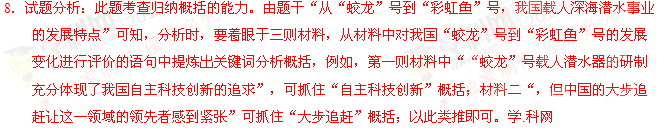 8．试题分析：此题考查归纳概括的能力。由题干“从“蛟龙”号到“彩虹鱼”号，我国载人深海潜水事业
的发展特点”可知，分析时，要着眼于三则材料，从材料中对我国“蛟龙”号到“彩虹鱼”号的发展
变化进行评价的语句中提炼出关键词分析概括，例如，第一则材料中““蛟龙”号载人潜水器的研制
充分体现了我国自主科技创新的追求”，可抓住“自主科技创新”概括；材料二“，但中国的大步追
赶让这一领域的领先者感到紧张”可抓住“大步追赶”概括；以此类推即可。学.科网